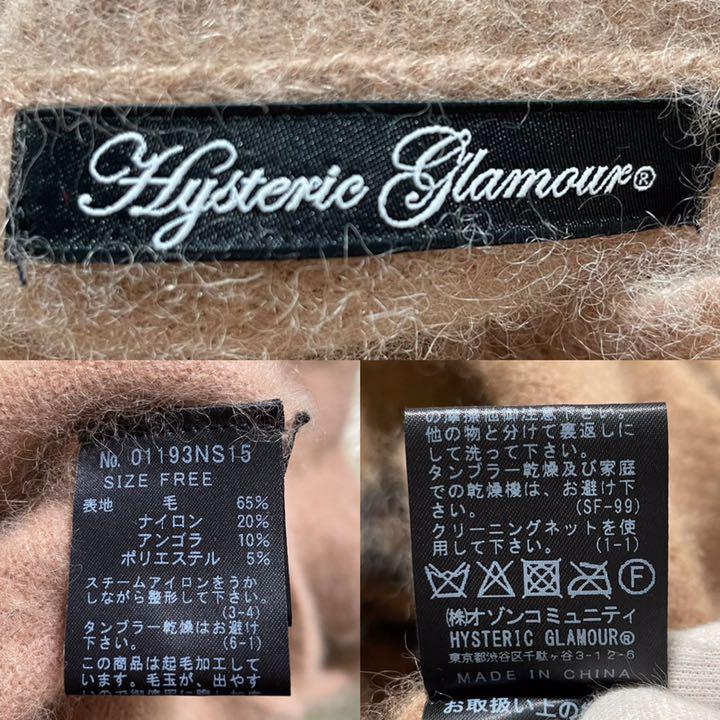 Hysteric Glamour®
No. 01193NS15
SIZE FREE
表地 毛 65%
ナイロン 20%
アンゴラ 10%
ポリエステル 5%
スチームアイロンをうか
しながら整形して下さい。
(3-4)
タンブラー乾燥はお避け
下さい。 (6-1)
この商品は起毛加工して
います。毛玉が、出やす
他の物と分けて裏返しに
して洗って下さい。
タンブラー乾燥及び家庭
での乾燥機は、お避け下
さい。 (SF-99)
クリーニングネットを使
用して下さい。 (1-1)
F
㈱オゾンコミュニティ
HYSTERIC GLAMOUR®
東京都渋谷区千駄ヶ谷3-12-6
MADE IN CHINA
お取扱い上の